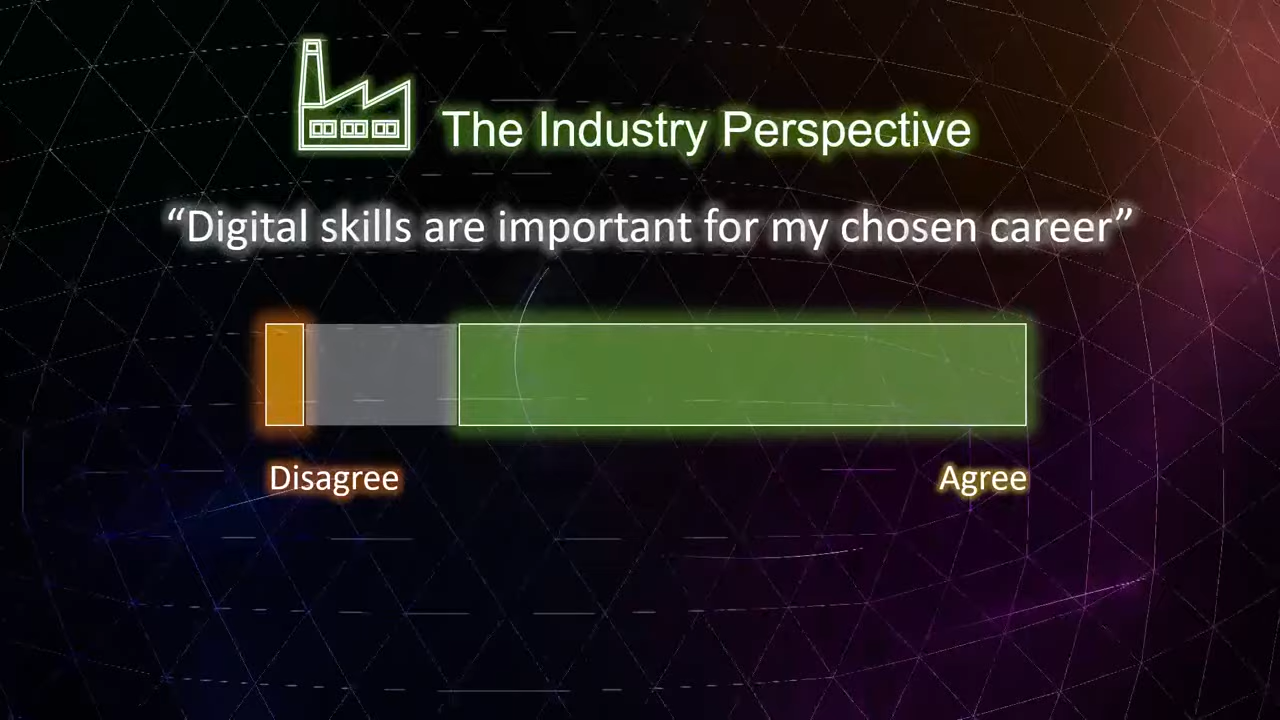 The Industry Perspective
“Digital skills are important for my chosen career”
Disagree
Agree